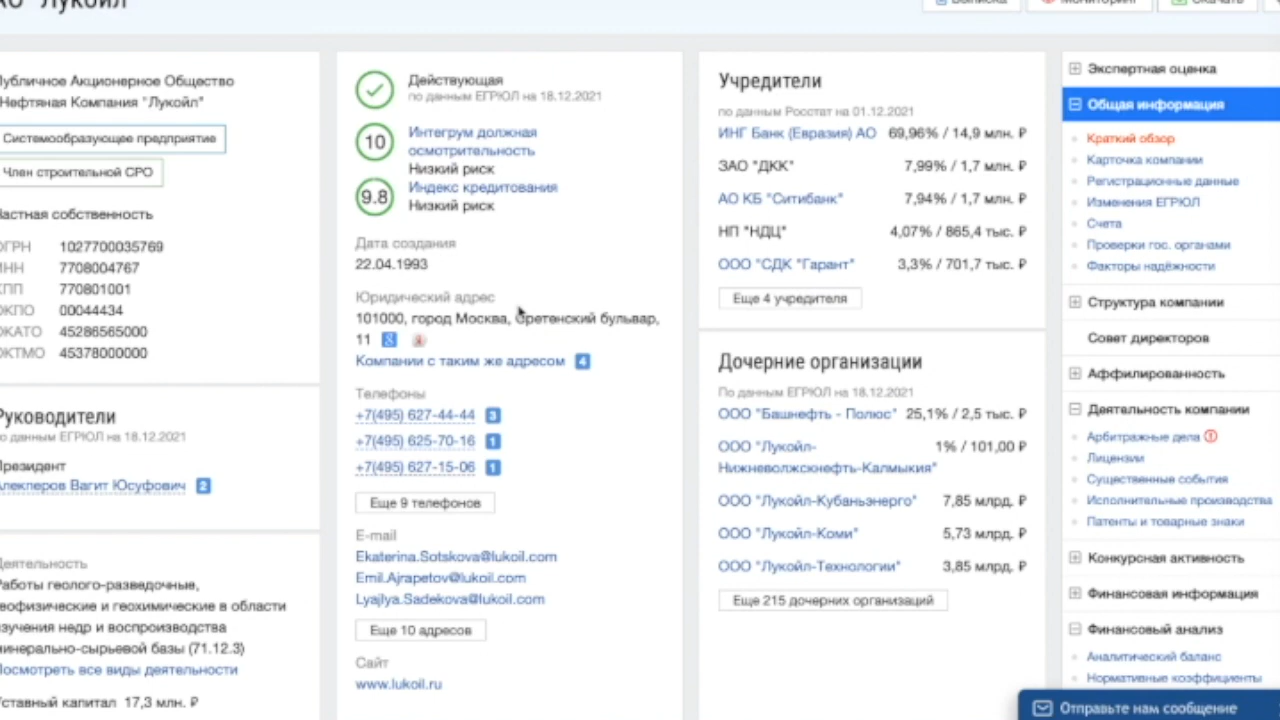 АО "Лукойл"
Выписка
Мониторинг
Скачать
Публичное Акционерное Общество
"Нефтяная Компания "Лукойл"
Системообразующее предприятие
Член строительной СРО
Частная собственность
ОГРН 1027700035769
ИНН 7708004767
КПП 770801001
ОКПО 00044434
ОКАТО 45286565000
ОКТМО 45378000000
Руководители
по данным ЕГРЮЛ на 18.12.2021
Президент
Алекперов Вагит Юсуфович 2
Деятельность
Работы геолого-разведочные,
геофизические и геохимические в области
изучения недр и воспроизводства
минерально-сырьевой базы (71.12.3)
Посмотреть все виды деятельности
Уставный капитал 17,3 млн. ₽
Действующая
по данным ЕГРЮЛ на 18.12.2021
10
Интегрум должная
осмотрительность
Низкий риск
9.8
Индекс кредитования
Низкий риск
Дата создания
22.04.1993
Юридический адрес
101000, город Москва, Сретенский бульвар,
11
Компании с таким же адресом 4
Телефоны
+7(495) 627-44-44 3
+7(495) 625-70-16 1
+7(495) 627-15-06 1
Еще 9 телефонов
E-mail
Ekaterina.Sotskova@lukoil.com
Emil.Ajrapetov@lukoil.com
Lyajlya.Sadekova@lukoil.com
Еще 10 адресов
Сайт
www.lukoil.ru
Учредители
по данным Росстат на 01.12.2021
ИНГ Банк (Евразия) АО 69,96% / 14,9 млн. ₽
ЗАО "ДКК" 7,99% / 1,7 млн. ₽
АО КБ "Ситибанк" 7,94% / 1,7 млн. ₽
НП "НДЦ" 4,07% / 865,4 тыс. ₽
ООО "СДК "Гарант" 3,3% / 701,7 тыс. ₽
Еще 4 учредителя
Дочерние организации
По данным ЕГРЮЛ на 18.12.2021
ООО "Башнефть - Полюс" 25,1% / 2,5 тыс. ₽
ООО "Лукойл- 1% / 101,00 ₽
Нижневолжскнефть-Калмыкия"
ООО "Лукойл-Кубаньэнерго" 7,85 млрд. ₽
ООО "Лукойл-Коми" 5,73 млрд. ₽
ООО "Лукойл-Технологии" 3,85 млрд. ₽
Еще 215 дочерних организаций
Экспертная оценка
Общая информация
Краткий обзор
Карточка компании
Регистрационные данные
Изменения ЕГРЮЛ
Счета
Проверки гос. органами
Факторы надёжности
Структура компании
Совет директоров
Аффилированность
Деятельность компании
Арбитражные дела
Лицензии
Существенные события
Исполнительные производства
Патенты и товарные знаки
Конкурсная активность
Финансовая информация
Финансовый анализ
Аналитический баланс
Нормативные коэффициенты
Отправьте нам сообщение